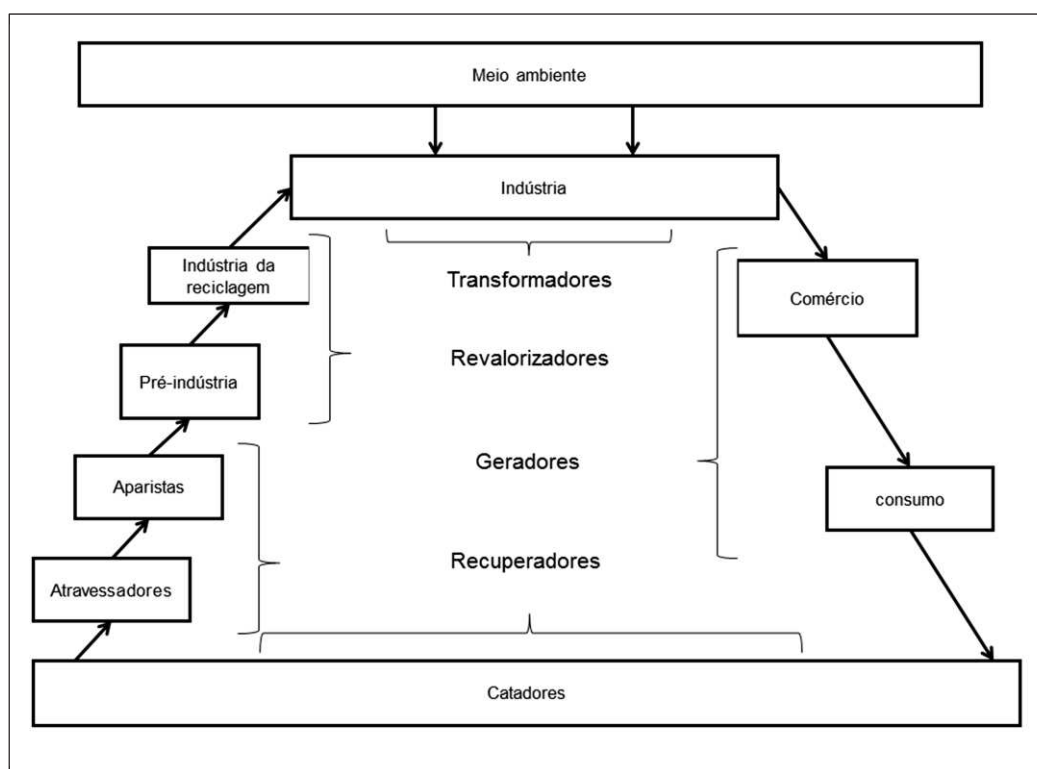 Meio ambiente
Indústria
Indústria da
reciclagem
Transformadores
Comércio
Pré-indústria
Revalorizadores
Aparistas
Geradores
consumo
Atravessadores
Recuperadores
Catadores